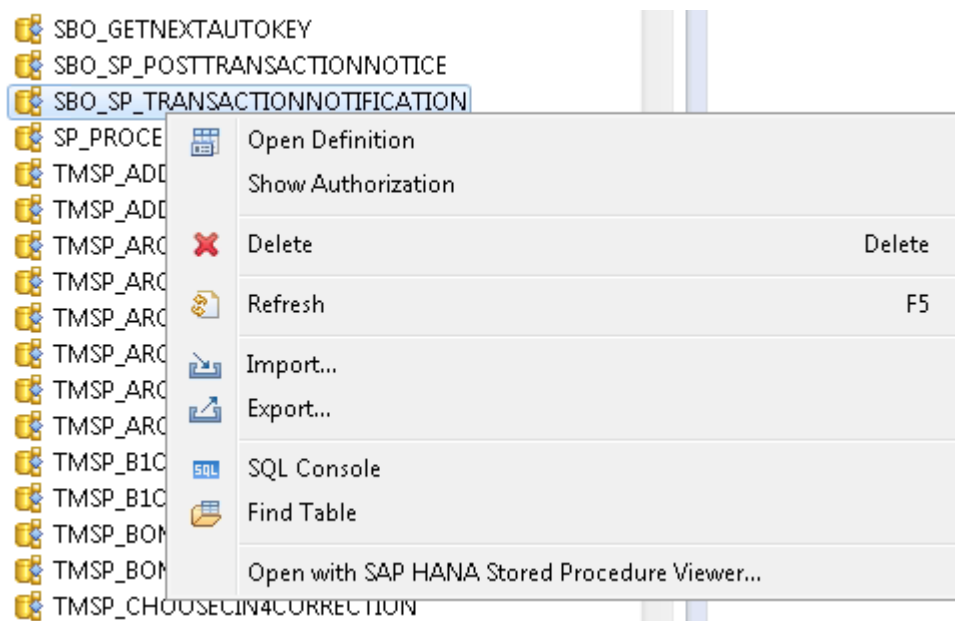 SBO_GETNEXTAUTOKEY
SBO_SP_POSTTRANSACTIONNOTICE
SBO_SP_TRANSACTIONNOTIFICATION
SP_PROCE
Open Definition
TMSP_ADD
Show Authorization
TMSP_ADD
TMSP_ARC
Delete Delete
TMSP_ARC
Refresh F5
TMSP_ARC
TMSP_ARC
Import...
TMSP_ARC
Export...
TMSP_ARC
TMSP_B1C
SQL SQL Console
TMSP_B1C
Find Table
TMSP_BON
TMSP_BON
Open with SAP HANA Stored Procedure Viewer...
TMSP_CHOOSECIN4CORRECTION